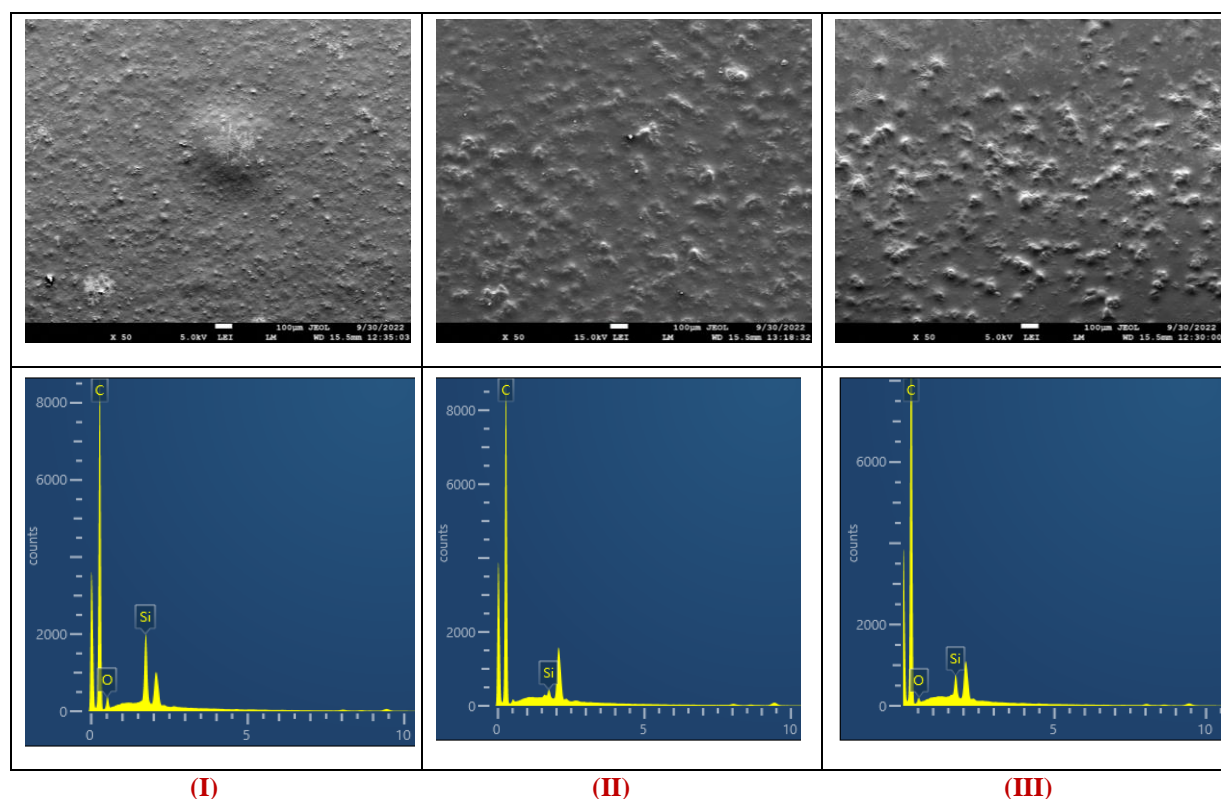 100µm JEOL 9/30/2022
X 50 5.0kV LEI LM WD 15.5mm 12:35:03
100µm JEOL 9/30/2022
X 50 15.0kV LEI LM WD 15.5mm 13:18:32
100µm JEOL 9/30/2022
X 50 5.0kV LEI LM WD 15.5mm 12:30:00
C
8000
6000
counts
Si
2000
O
0
0 5 10
C
8000
6000
counts
2000
Si
0
0 5 10
C
6000
counts
2000
Si
O
0
5 10
(I) (II) (III)